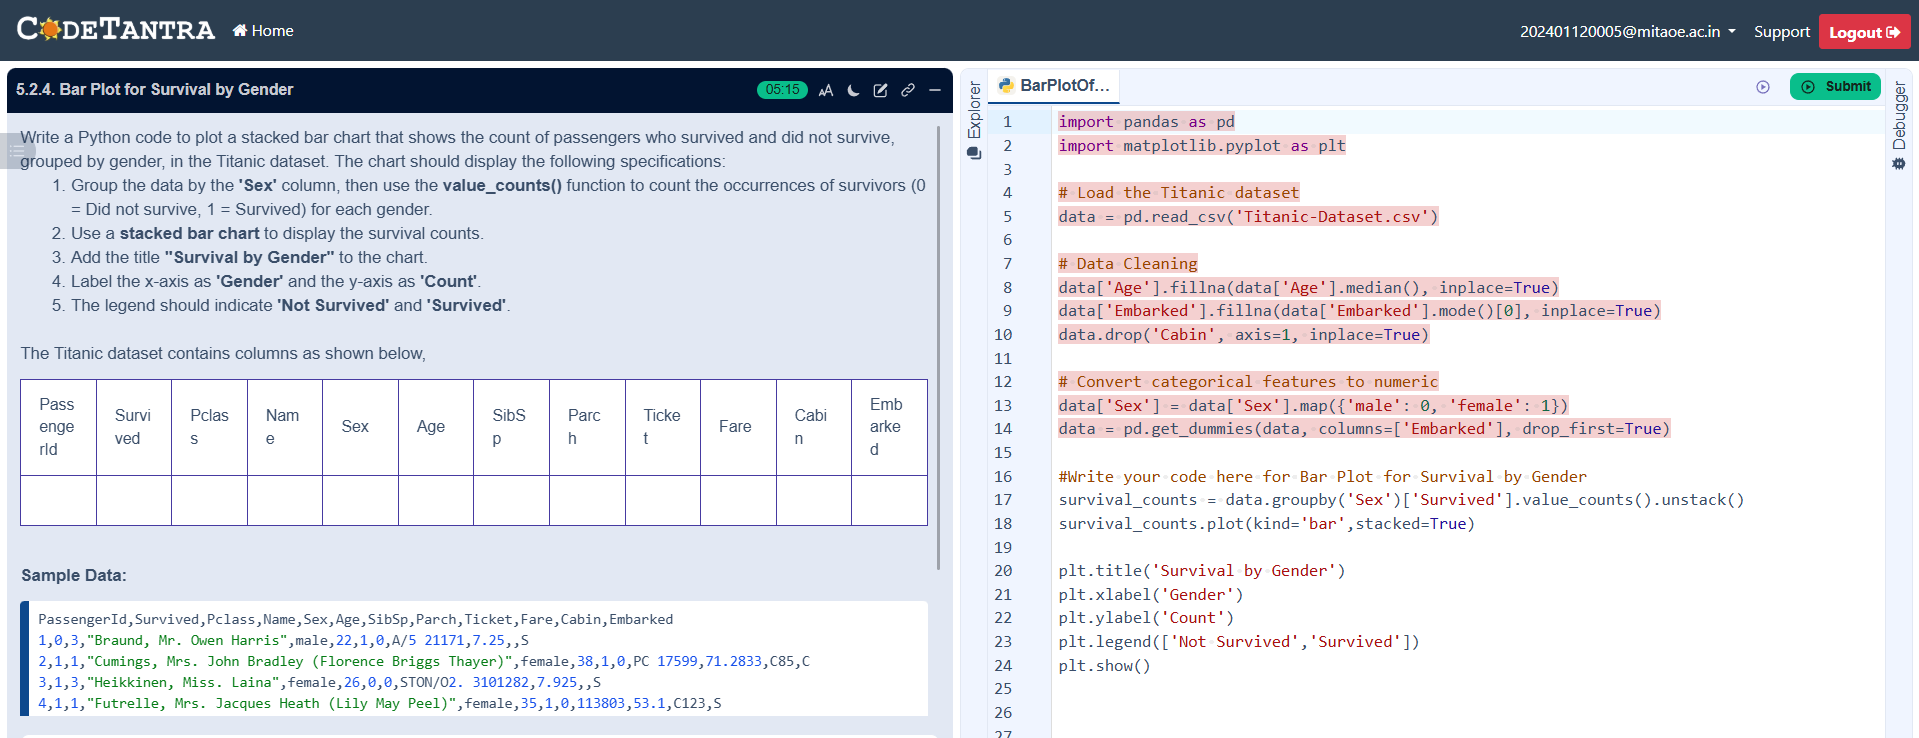 CODETANTRA
Home
202401120005@mitaoe.ac.in
Support
Logout
5.2.4. Bar Plot for Survival by Gender
05:15
AA
Write a Python code to plot a stacked bar chart that shows the count of passengers who survived and did not survive,
grouped by gender, in the Titanic dataset. The chart should display the following specifications:
1. Group the data by the 'Sex' column, then use the value_counts() function to count the occurrences of survivors (0
= Did not survive, 1 = Survived) for each gender.
2. Use a stacked bar chart to display the survival counts.
3. Add the title "Survival by Gender" to the chart.
4. Label the x-axis as 'Gender' and the y-axis as 'Count'.
5. The legend should indicate 'Not Survived' and 'Survived'.
The Titanic dataset contains columns as shown below,
Pass
enge
rId
Survi
ved
Pclas
s
Nam
e
Sex
Age
SibS
p
Parc
h
Ticke
t
Fare
Cabi
n
Emb
arke
d
Sample Data:
PassengerId,Survived,Pclass,Name,Sex,Age,SibSp,Parch,Ticket,Fare,Cabin,Embarked
1,0,3,"Braund, Mr. Owen Harris",male,22,1,0,A/5 21171,7.25,,S
2,1,1,"Cumings, Mrs. John Bradley (Florence Briggs Thayer)",female,38,1,0,PC 17599,71.2833,C85,C
3,1,3,"Heikkinen, Miss. Laina",female,26,0,0,STON/O2. 3101282,7.925,,S
4,1,1,"Futrelle, Mrs. Jacques Heath (Lily May Peel)",female,35,1,0,113803,53.1,C123,S
Explorer
BarPlotOf...
Submit
Debugger
1 import pandas as pd
2 import matplotlib.pyplot as plt
3
4 # Load the Titanic dataset
5 data = pd.read_csv('Titanic-Dataset.csv')
6
7 # Data Cleaning
8 data['Age'].fillna(data['Age'].median(), inplace=True)
9 data['Embarked'].fillna(data['Embarked'].mode()[0], inplace=True)
10 data.drop('Cabin', axis=1, inplace=True)
11
12 # Convert categorical features to numeric
13 data['Sex'] = data['Sex'].map({'male': 0, 'female': 1})
14 data = pd.get_dummies(data, columns=['Embarked'], drop_first=True)
15
16 #Write your code here for Bar Plot for Survival by Gender
17 survival_counts = data.groupby('Sex')['Survived'].value_counts().unstack()
18 survival_counts.plot(kind='bar',stacked=True)
19
20 plt.title('Survival by Gender')
21 plt.xlabel('Gender')
22 plt.ylabel('Count')
23 plt.legend(['Not Survived','Survived'])
24 plt.show()
25
26
27